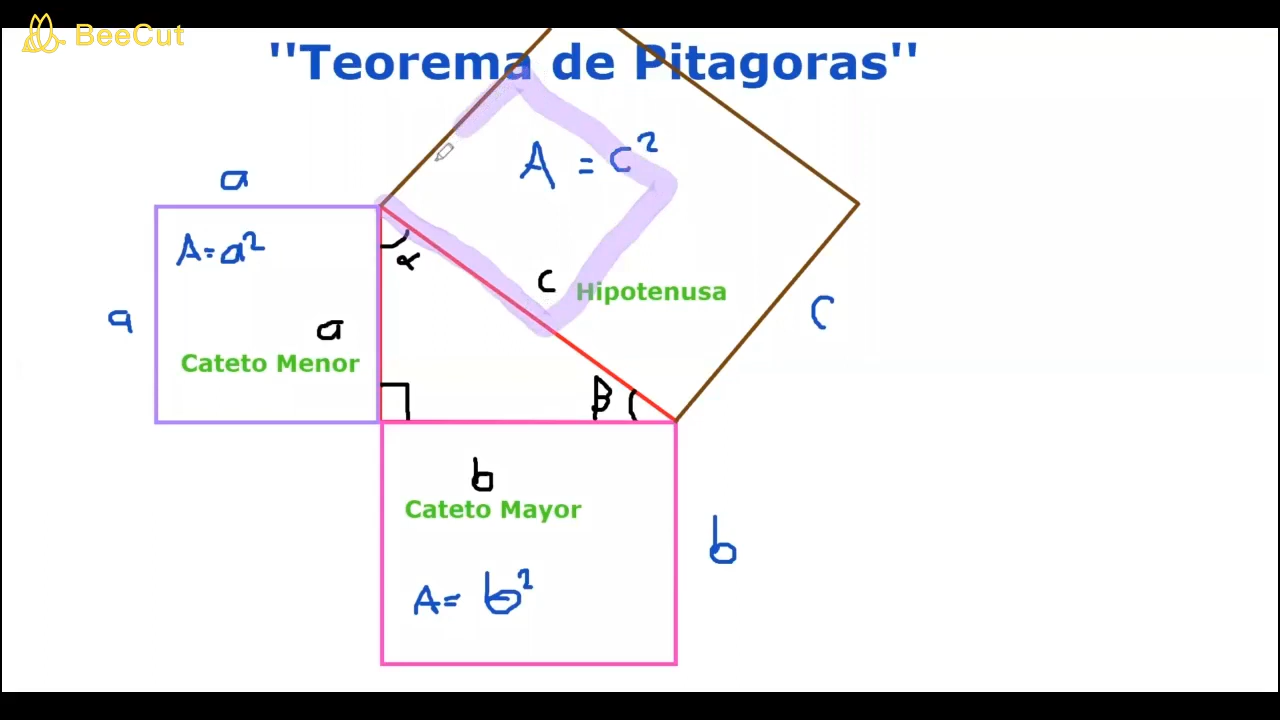 BeeCut
''Teorema de Pitagoras''
A = c²
a
A=a²
α
c
Hipotenusa
a
a
c
Cateto Menor
B
b
Cateto Mayor
b
A= b²